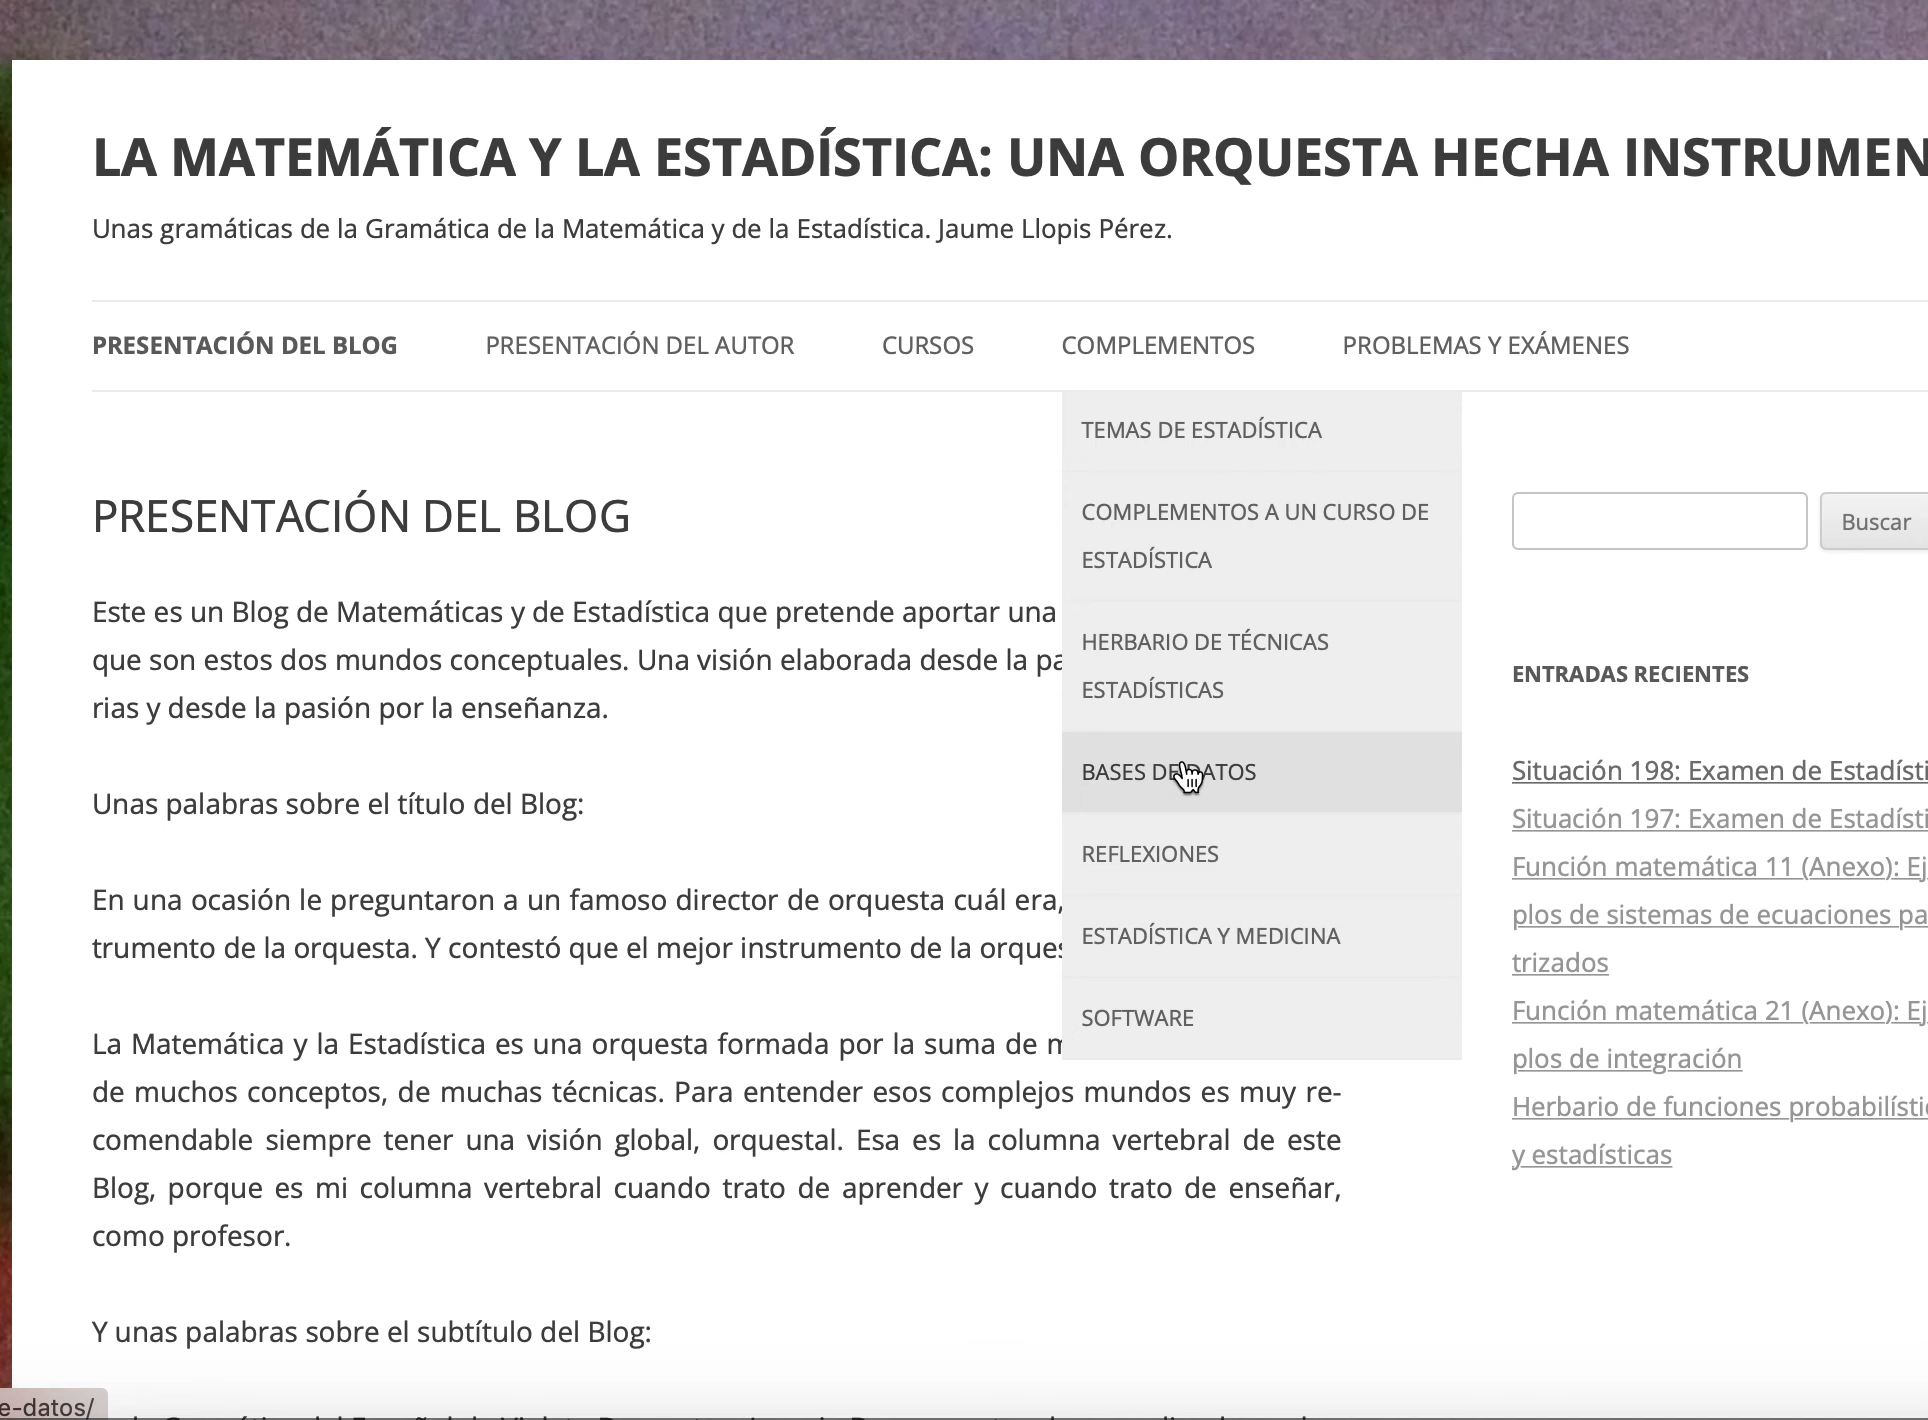 LA MATEMÁTICA Y LA ESTADÍSTICA: UNA ORQUESTA HECHA INSTRUMEN
Unas gramáticas de la Gramática de la Matemática y de la Estadística. Jaume Llopis Pérez.
PRESENTACIÓN DEL BLOG PRESENTACIÓN DEL AUTOR CURSOS COMPLEMENTOS PROBLEMAS Y EXÁMENES
TEMAS DE ESTADÍSTICA
COMPLEMENTOS A UN CURSO DE
ESTADÍSTICA
HERBARIO DE TÉCNICAS
ESTADÍSTICAS
BASES DE DATOS
REFLEXIONES
ESTADÍSTICA Y MEDICINA
SOFTWARE
PRESENTACIÓN DEL BLOG
Este es un Blog de Matemáticas y de Estadística que pretende aportar una
que son estos dos mundos conceptuales. Una visión elaborada desde la pa
rias y desde la pasión por la enseñanza.
Unas palabras sobre el título del Blog:
En una ocasión le preguntaron a un famoso director de orquesta cuál era,
trumento de la orquesta. Y contestó que el mejor instrumento de la orques
La Matemática y la Estadística es una orquesta formada por la suma de m
de muchos conceptos, de muchas técnicas. Para entender esos complejos mundos es muy re-
comendable siempre tener una visión global, orquestal. Esa es la columna vertebral de este
Blog, porque es mi columna vertebral cuando trato de aprender y cuando trato de enseñar,
como profesor.
Y unas palabras sobre el subtítulo del Blog:
Buscar
ENTRADAS RECIENTES
Situación 198: Examen de Estadísti
Situación 197: Examen de Estadísti
Función matemática 11 (Anexo): Ej
plos de sistemas de ecuaciones pa
trizados
Función matemática 21 (Anexo): Ej
plos de integración
Herbario de funciones probabilísti
y estadísticas
e-datos/